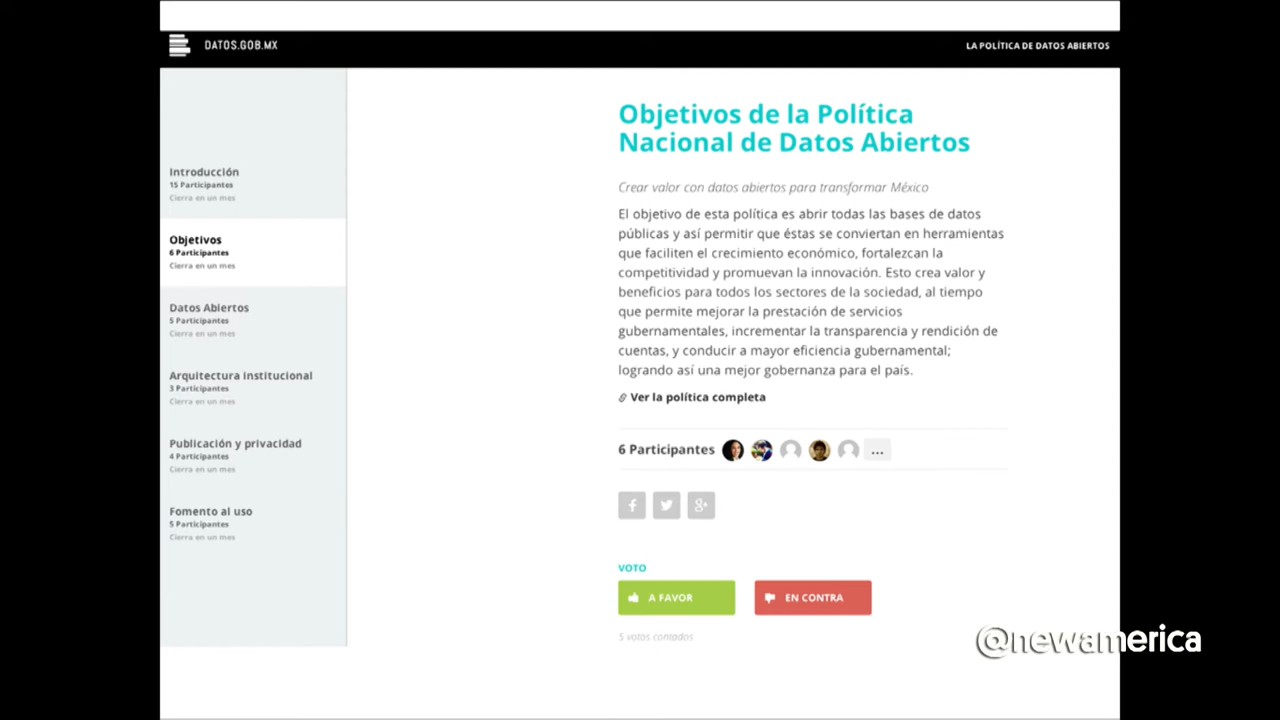 DATOS.GOB.MX
LA POLÍTICA DE DATOS ABIERTOS
Introducción
15 Participantes
Cierra en un mes
Objetivos
6 Participantes
Cierra en un mes
Datos Abiertos
5 Participantes
Cierra en un mes
Arquitectura institucional
3 Participantes
Cierra en un mes
Publicación y privacidad
4 Participantes
Cierra en un mes
Fomento al uso
5 Participantes
Cierra en un mes
Objetivos de la Política
Nacional de Datos Abiertos
Crear valor con datos abiertos para transformar México
El objetivo de esta política es abrir todas las bases de datos
públicas y así permitir que éstas se conviertan en herramientas
que faciliten el crecimiento económico, fortalezcan la
competitividad y promuevan la innovación. Esto crea valor y
beneficios para todos los sectores de la sociedad, al tiempo
que permite mejorar la prestación de servicios
gubernamentales, incrementar la transparencia y rendición de
cuentas, y conducir a mayor eficiencia gubernamental;
logrando así una mejor gobernanza para el país.
Ver la política completa
6 Participantes ...
VOTO
A FAVOR
EN CONTRA
5 votos contados
@newamerica